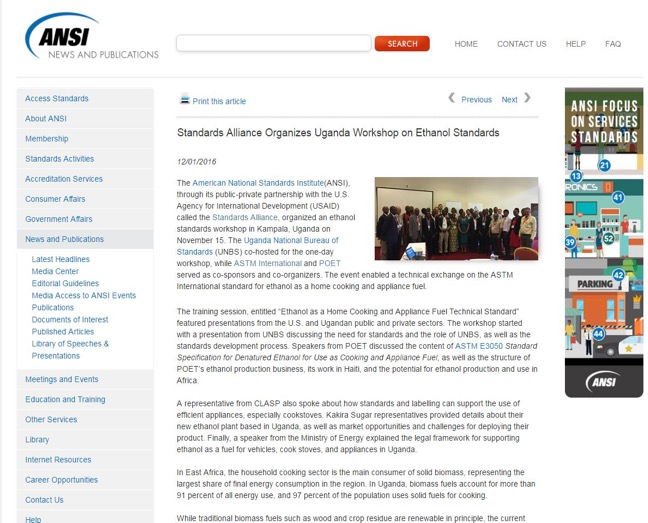 ANSI
NEWS AND PUBLICATIONS
SEARCH
HOME
CONTACT US
HELP
FAQ
Access Standards
About ANSI
Membership
Standards Activities
Accreditation Services
Consumer Affairs
Government Affairs
News and Publications
Latest Headlines
Media Center
Editorial Guidelines
Media Access to ANSI Events
Publications
Documents of Interest
Published Articles
Library of Speeches &
Presentations
Meetings and Events
Education and Training
Other Services
Library
Internet Resources
Career Opportunities
Contact Us
Help
Print this article
Previous
Next
Standards Alliance Organizes Uganda Workshop on Ethanol Standards
12/01/2016
The American National Standards Institute(ANSI),
through its public-private partnership with the U.S.
Agency for International Development (USAID)
called the Standards Alliance, organized an ethanol
standards workshop in Kampala, Uganda on
November 15. The Uganda National Bureau of
Standards (UNBS) co-hosted for the one-day
workshop, while ASTM International and POET
served as co-sponsors and co-organizers. The event enabled a technical exchange on the ASTM
International standard for ethanol as a home cooking and appliance fuel.
The training session, entitled “Ethanol as a Home Cooking and Appliance Fuel Technical Standard”
featured presentations from the U.S. and Ugandan public and private sectors. The workshop started
with a presentation from UNBS discussing the need for standards and the role of UNBS, as well as the
standards development process. Speakers from POET discussed the content of ASTM E3050 Standard
Specification for Denatured Ethanol for Use as Cooking and Appliance Fuel, as well as the structure of
POET's ethanol production business, its work in Haiti, and the potential for ethanol production and use in
Africa.
A representative from CLASP also spoke about how standards and labelling can support the use of
efficient appliances, especially cookstoves. Kakira Sugar representatives provided details about their
new ethanol plant based in Uganda, as well as market opportunities and challenges for deploying their
product. Finally, a speaker from the Ministry of Energy explained the legal framework for supporting
ethanol as a fuel for vehicles, cook stoves, and appliances in Uganda.
In East Africa, the household cooking sector is the main consumer of solid biomass, representing the
largest share of final energy consumption in the region. In Uganda, biomass fuels account for more than
91 percent of all energy use, and 97 percent of the population uses solid fuels for cooking.
While traditional biomass fuels such as wood and crop residue are renewable in principle, the current
ANSI FOCUS
ON SERVICES
STANDARDS
21
13
RONICS
41
39
52
42
PARKING
44
ANSI